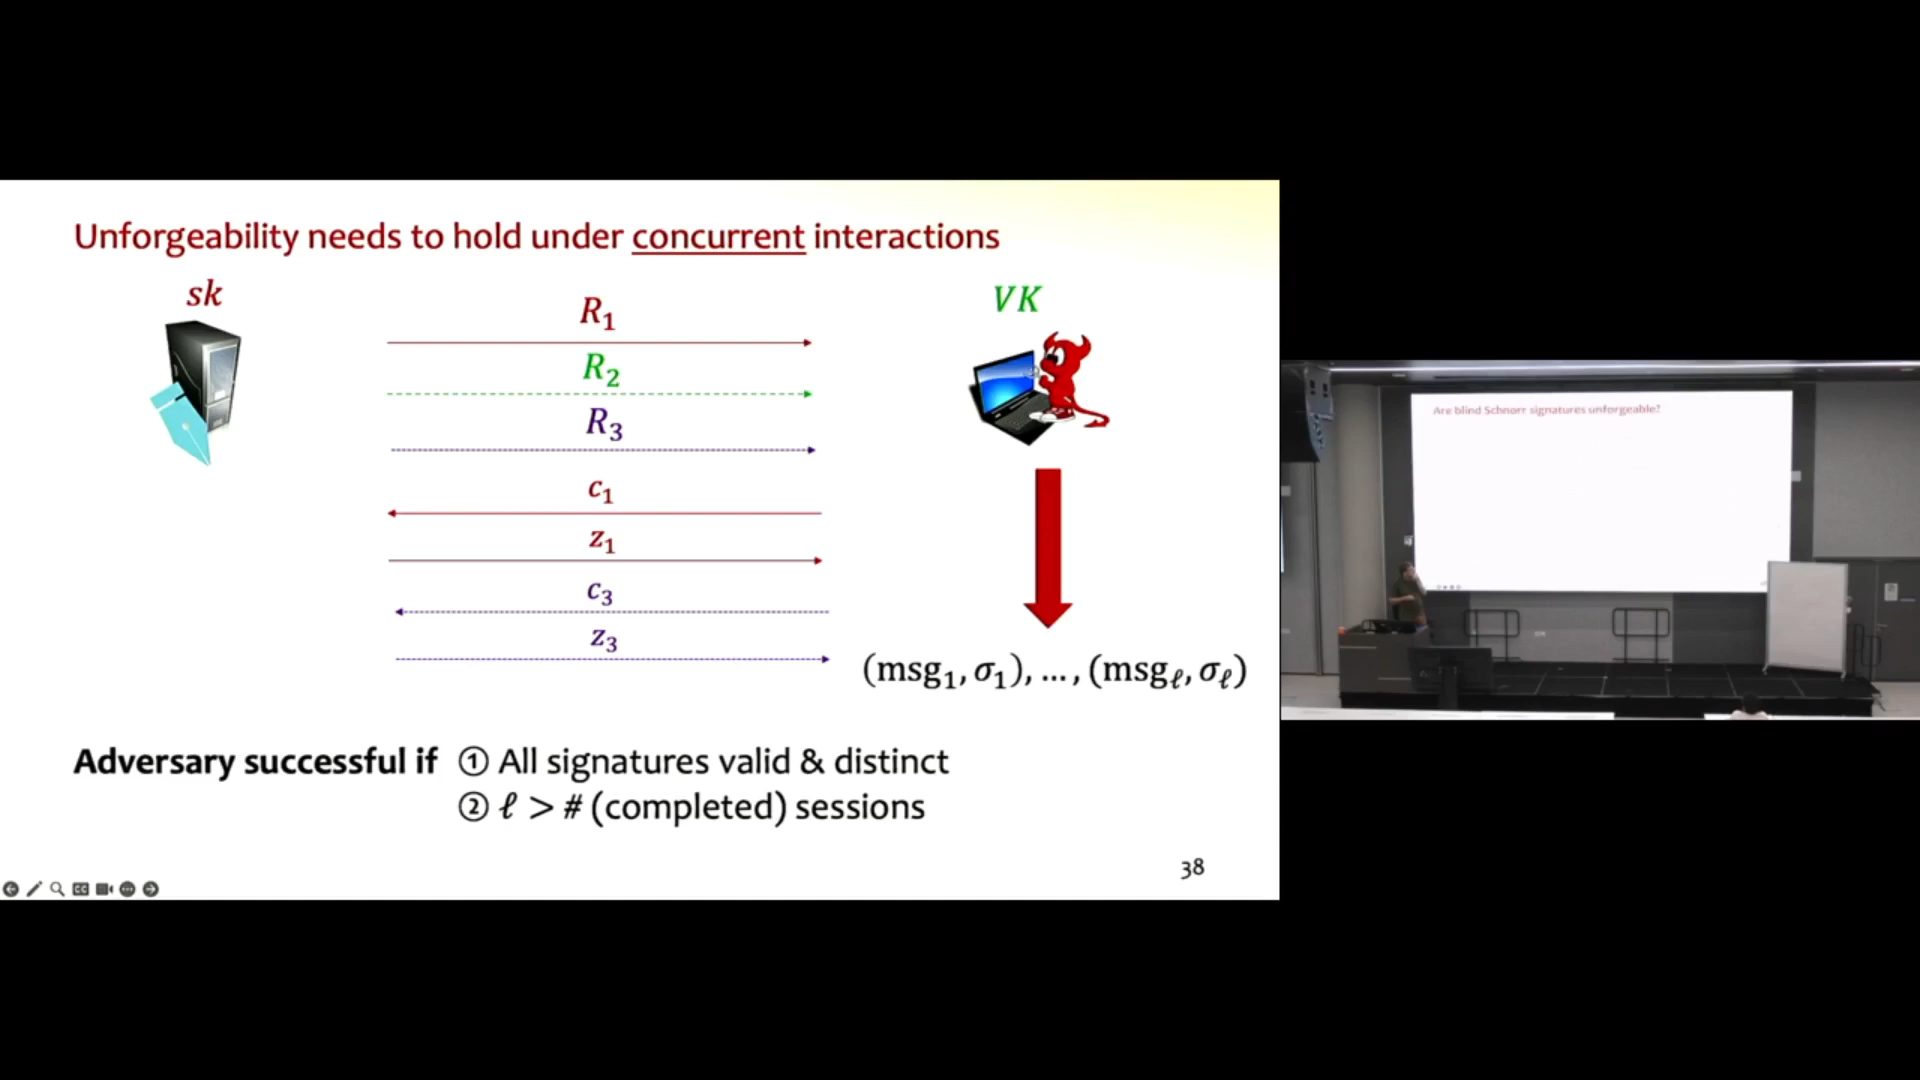 Unforgeability needs to hold under concurrent interactions
sk
VK
R₁
R₂
R₃
c₁
z₁
c₃
z₃
(msg₁, σ₁), ... , (msgℓ, σℓ)
Adversary successful if ① All signatures valid & distinct
② ℓ > # (completed) sessions
38
CC
Are blind Schnorr signatures unforgeable?